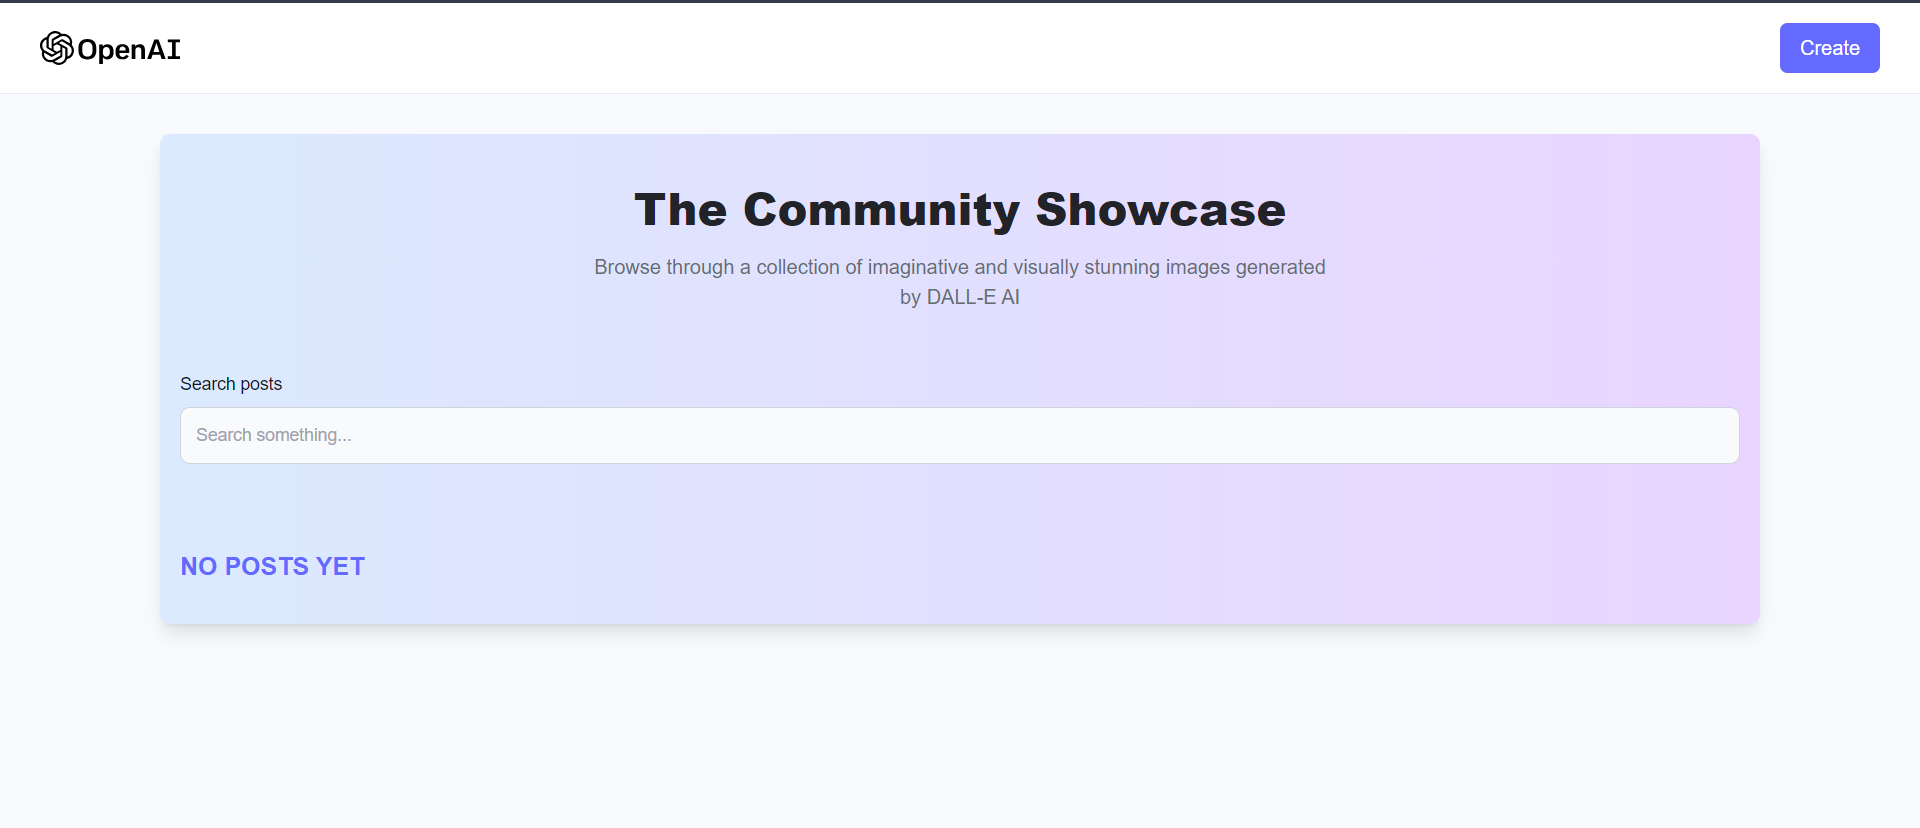 OpenAI
Create
The Community Showcase
Browse through a collection of imaginative and visually stunning images generated
by DALL-E AI
Search posts
Search something...
NO POSTS YET